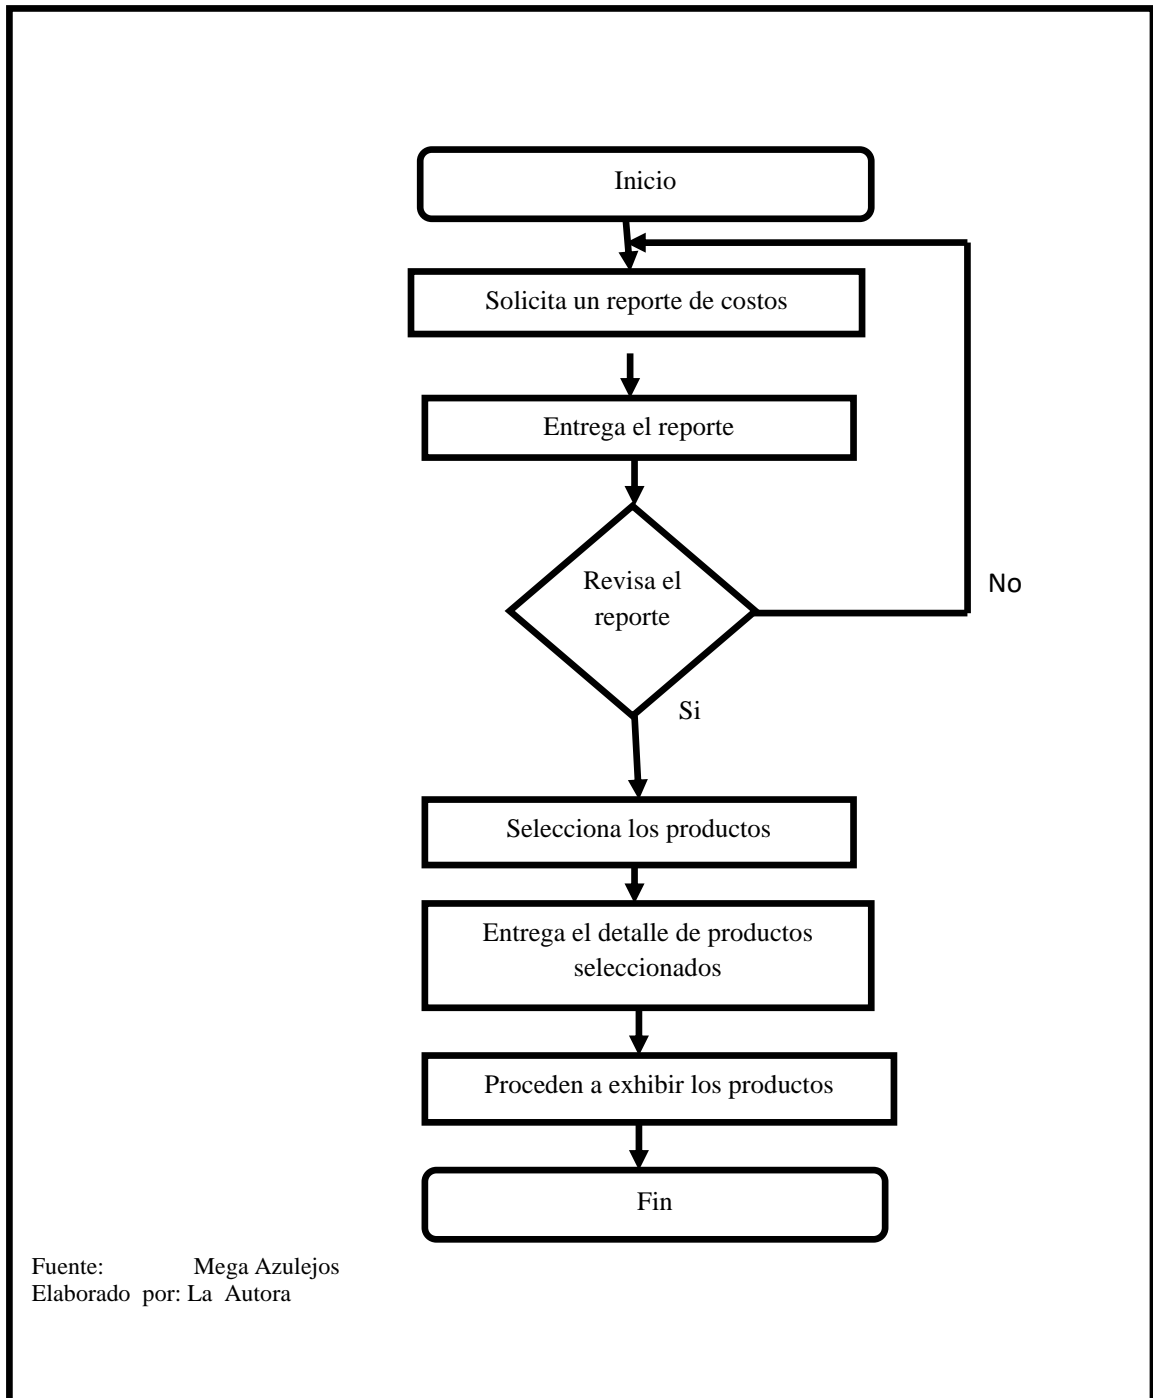 Inicio
Solicita un reporte de costos
Entrega el reporte
Revisa el
reporte
No
Si
Selecciona los productos
Entrega el detalle de productos
seleccionados
Proceden a exhibir los productos
Fin
Fuente: Mega Azulejos
Elaborado por: La Autora